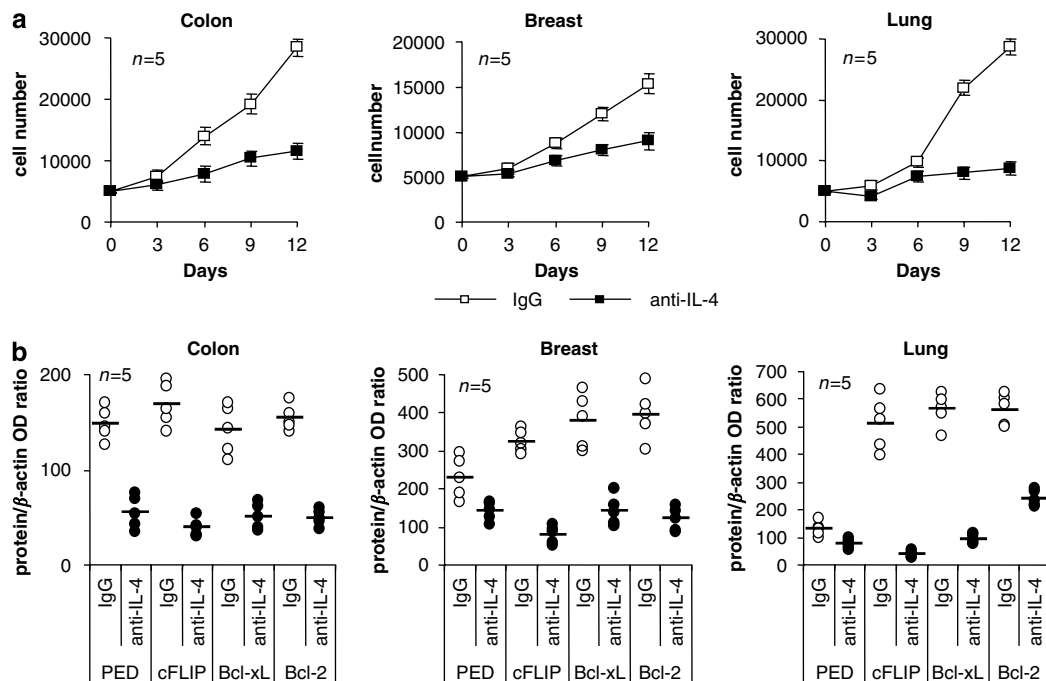 a
Colon
30000
20000
10000
0
cell number
n=5
0 3 6 9 12
Days
Breast
20000
15000
10000
5000
0
cellnumber
n=5
0 3 6 9 12
Days
Lung
30000
20000
10000
0
cell number
n=5
0 3 6 9 12
Days
IgG
anti-IL-4
b
Colon
200
100
0
protein/β-actin OD ratio
n=5
IgG anti-IL-4 IgG anti-IL-4 IgG anti-IL-4 IgG anti-IL-4
PED cFLIP Bcl-xL Bcl-2
Breast
500
400
300
200
100
0
protein/β-actin OD ratio
n=5
IgG anti-IL-4 IgG anti-IL-4 IgG anti-IL-4 IgG anti-IL-4
PED cFLIP Bcl-xL Bcl-2
Lung
700
600
500
400
300
200
100
0
protein/β-actin OD ratio
n=5
IgG anti-IL-4 IgG anti-IL-4 IgG anti-IL-4 IgG anti-IL-4
PED cFLIP Bcl-xL Bcl-2